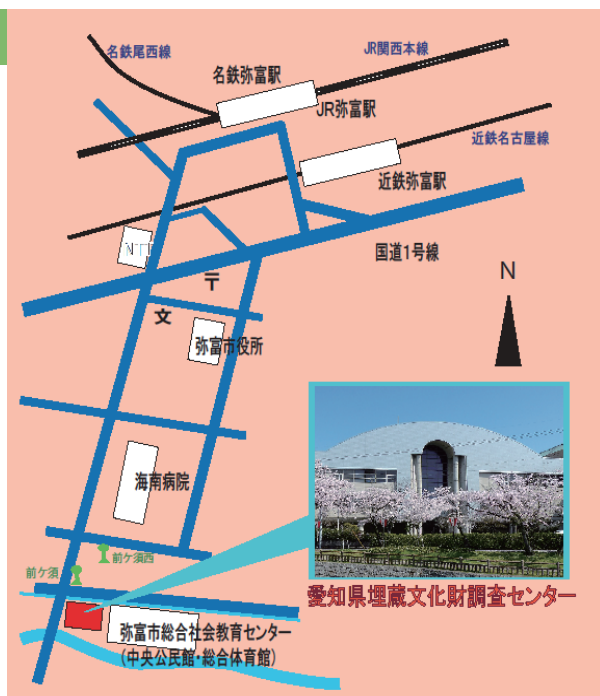 名鉄尾西線
JR関西本線
名鉄弥富駅
JR弥富駅
近鉄名古屋線
近鉄弥富駅
NTT
国道1号線
〒
N
文
弥富市役所
海南病院
前ケ須西
前ケ須
愛知県埋蔵文化財調査センター
弥富市総合社会教育センター
(中央公民館・総合体育館)